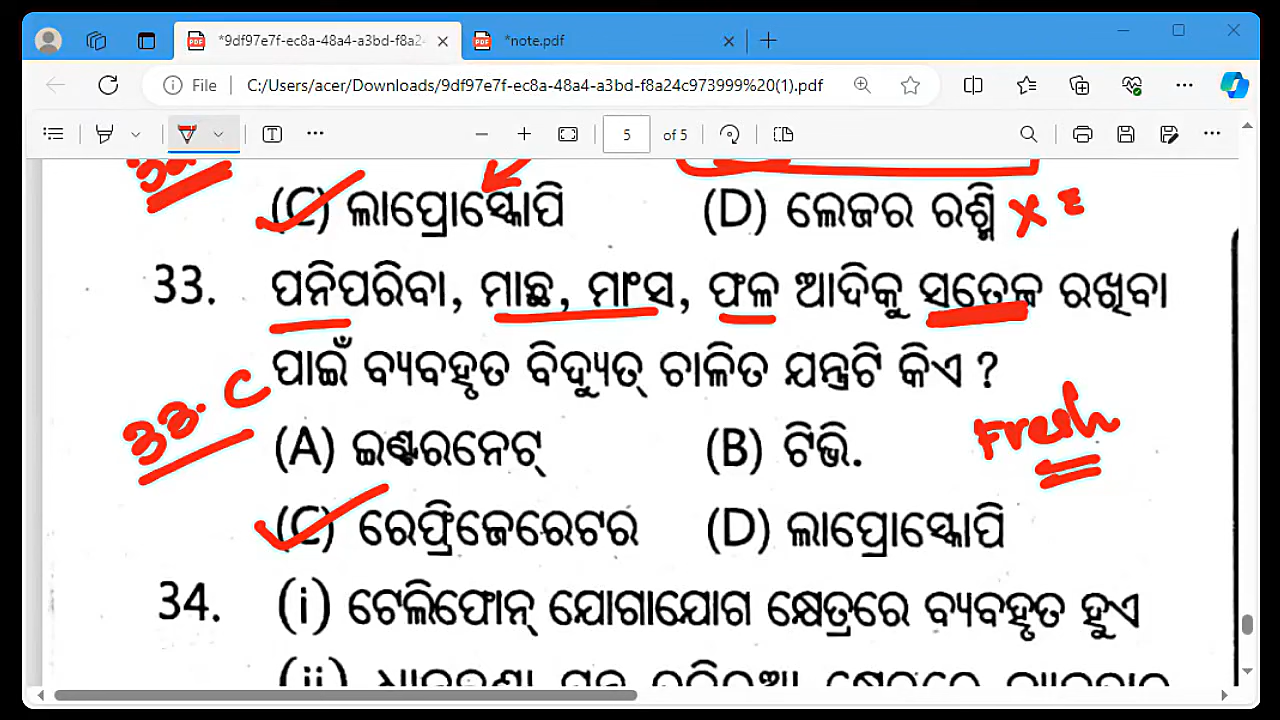 *9df97e7f-ec8a-48a4-a3bd-f8a2
*note.pdf
File C:/Users/acer/Downloads/9df97e7f-ec8a-48a4-a3bd-f8a24c973999%20(1).pdf
5 of 5
(C) ଲାପ୍ରୋସ୍କୋପି (D) ଲେଜର ରଶ୍ମି
33. ପନିପରିବା, ମାଛ, ମାଂସ, ଫଳ ଆଦିକୁ ସତେଜ ରଖିବା
ପାଇଁ ବ୍ୟବହୃତ ବିଦ୍ୟୁତ୍ ଚାଳିତ ଯନ୍ତ୍ରଟି କିଏ ?
33. C
(A) ଇଣ୍ଟରନେଟ୍ (B) ଟିଭି.
Fresh
(C) ରେଫ୍ରିଜେରେଟର (D) ଲାପ୍ରୋସ୍କୋପି
34. (i) ଟେଲିଫୋନ୍ ଯୋଗାଯୋଗ କ୍ଷେତ୍ରରେ ବ୍ୟବହୃତ ହୁଏ
(ii)